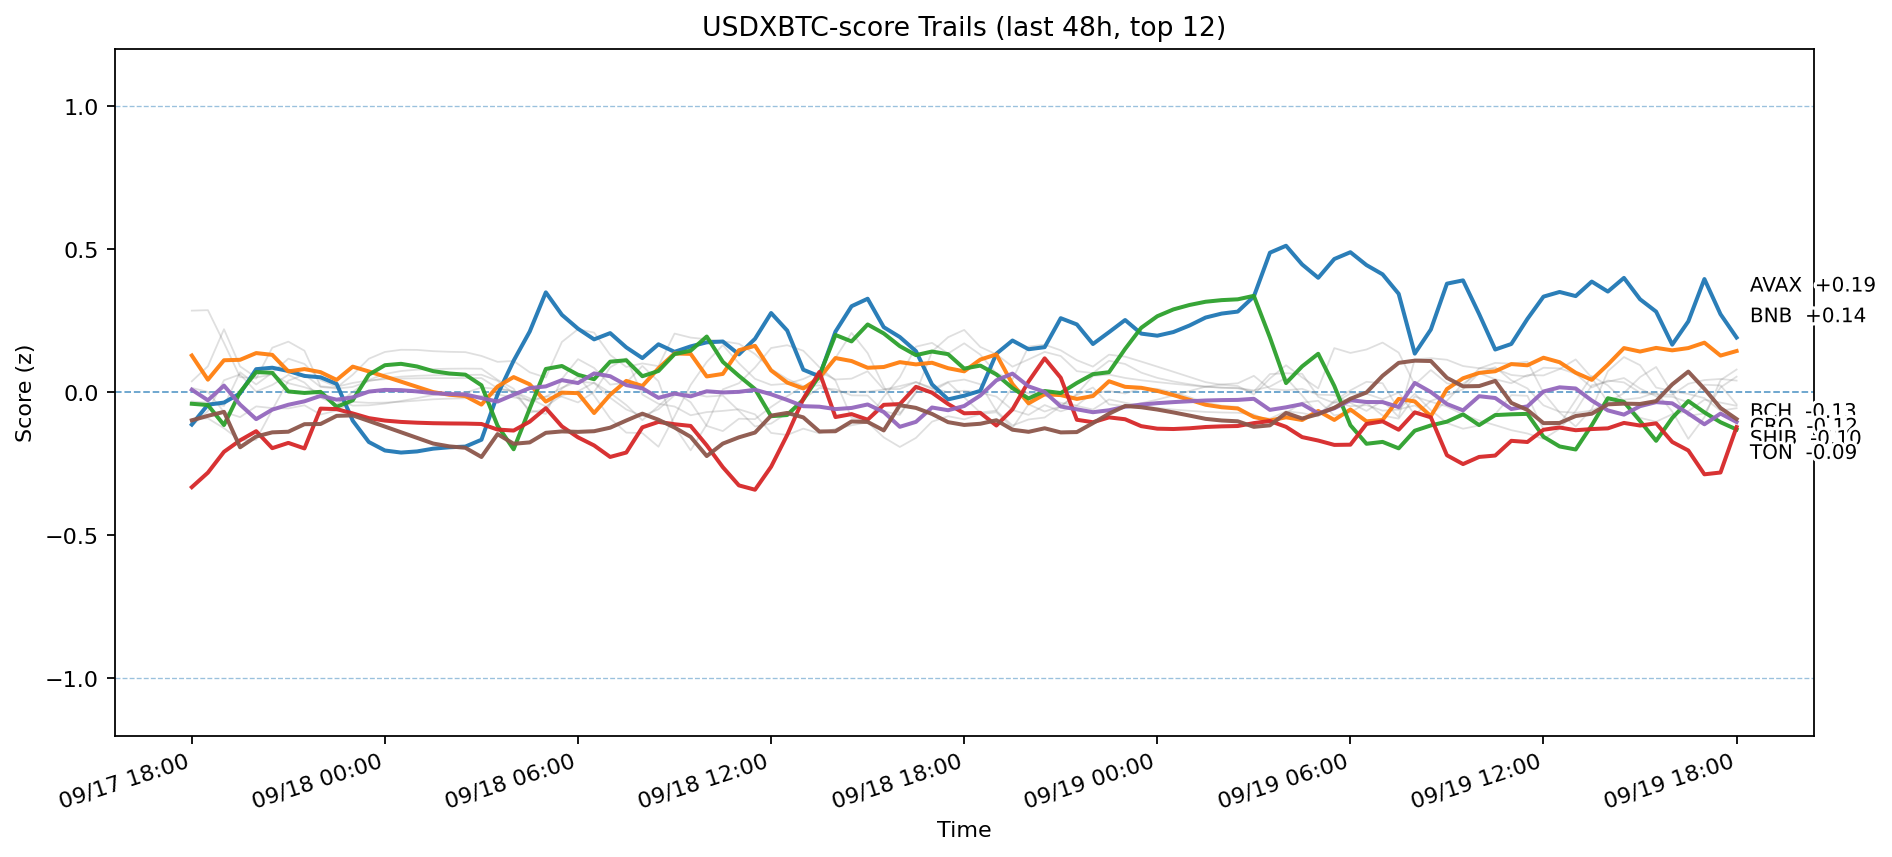 USDXBTC-score Trails (last 48h, top 12)
Score (z)
1.0
0.5
0.0
−0.5
−1.0
AVAX +0.19
BNB +0.14
BCH -0.13
CRO -0.12
SHIB -0.10
TON -0.09
09/17 18:00
09/18 00:00
09/18 06:00
09/18 12:00
09/18 18:00
09/19 00:00
09/19 06:00
09/19 12:00
09/19 18:00
Time